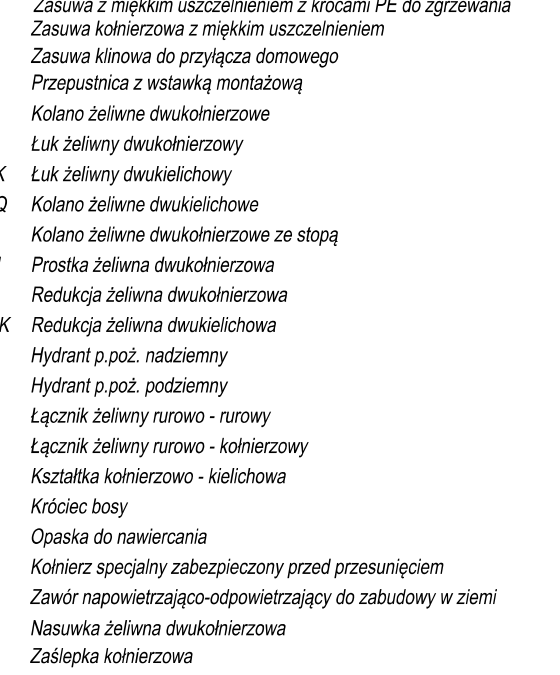 Zasuwa z miękkim uszczelnieniem z króćcami PE do zgrzewania
Zasuwa kołnierzowa z miękkim uszczelnieniem
Zasuwa klinowa do przyłącza domowego
Przepustnica z wstawką montażową
Kolano żeliwne dwukołnierzowe
Łuk żeliwny dwukołnierzowy
K Łuk żeliwny dwukielichowy
Q Kolano żeliwne dwukielichowe
Kolano żeliwne dwukołnierzowe ze stopą
Prostka żeliwna dwukołnierzowa
Redukcja żeliwna dwukołnierzowa
K Redukcja żeliwna dwukielichowa
Hydrant p.poż. nadziemny
Hydrant p.poż. podziemny
Łącznik żeliwny rurowo - rurowy
Łącznik żeliwny rurowo - kołnierzowy
Kształtka kołnierzowo - kielichowa
Króciec bosy
Opaska do nawiercania
Kołnierz specjalny zabezpieczony przed przesunięciem
Zawór napowietrzająco-odpowietrzający do zabudowy w ziemi
Nasuwka żeliwna dwukołnierzowa
Zaślepka kołnierzowa